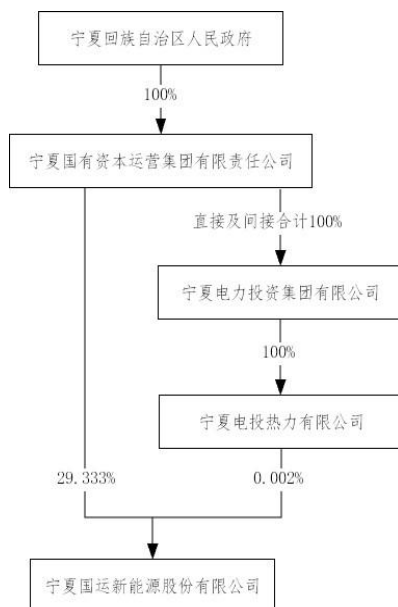 宁夏回族自治区人民政府
100%
宁夏国有资本运营集团有限责任公司
直接及间接合计100%
宁夏电力投资集团有限公司
100%
宁夏电投热力有限公司
29.333%
0.002%
宁夏国运新能源股份有限公司